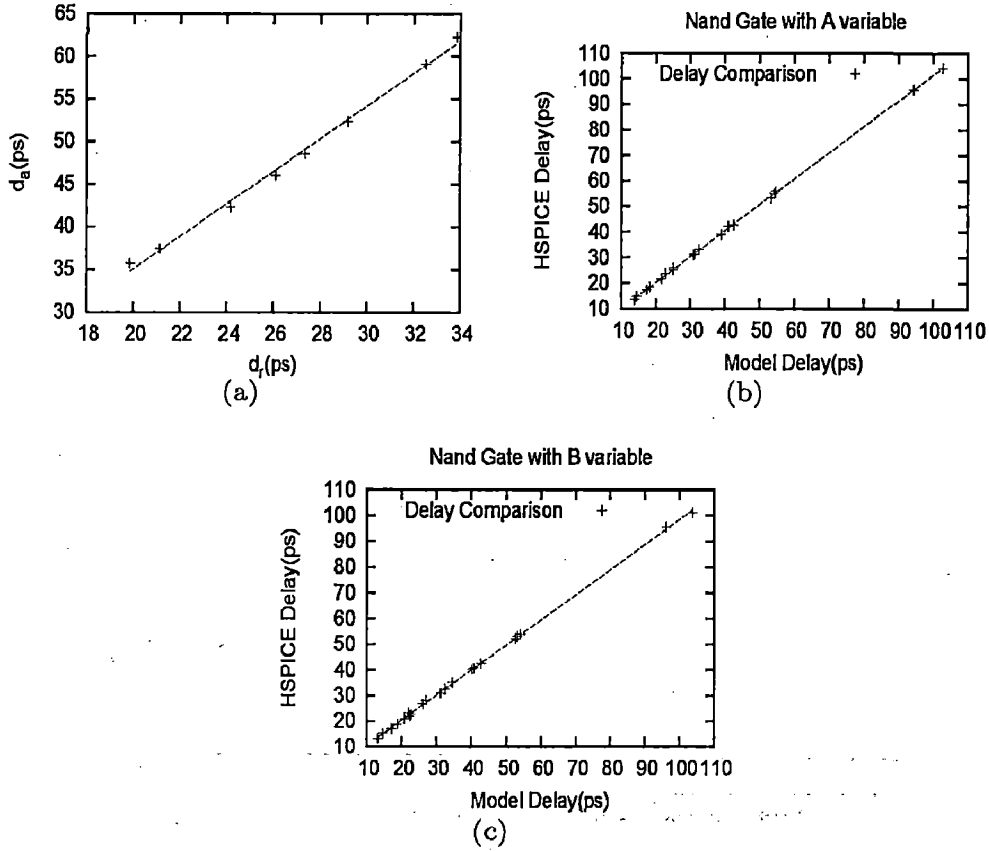 65
60
55
50
45
40
35
30
d_a(ps)
18 20 22 24 26 28 30 32 34
d_r(ps)
(a)
Nand Gate with A variable
110
100
90
80
70
60
50
40
30
20
10
HSPICE Delay(ps)
Delay Comparison +
10 20 30 40 50 60 70 80 90 100 110
Model Delay(ps)
(b)
Nand Gate with B variable
110
100
90
80
70
60
50
40
30
20
10
HSPICE Delay(ps)
Delay Comparison +
10 20 30 40 50 60 70 80 90 100 110
Model Delay(ps)
(c)